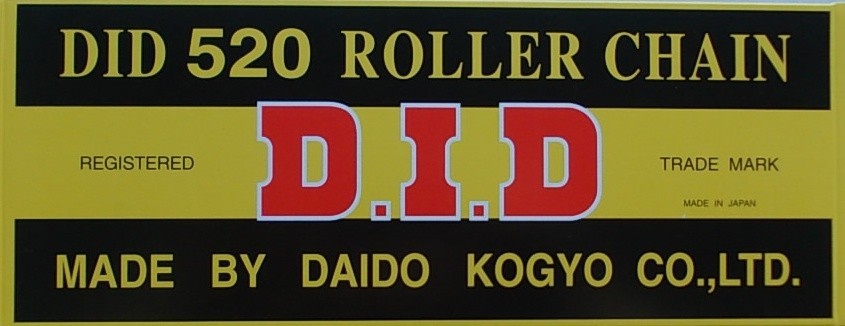 DID 520 ROLLER CHAIN
REGISTERED D.I.D TRADE MARK
MADE IN JAPAN
MADE BY DAIDO KOGYO CO.,LTD.